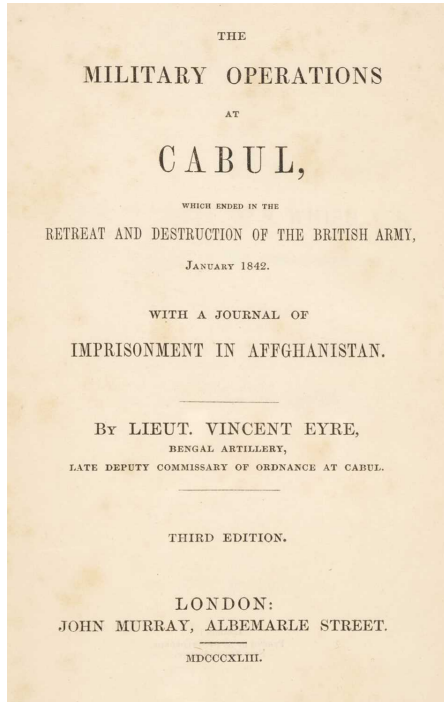 THE
MILITARY OPERATIONS
AT
CABUL,
WHICH ENDED IN THE
RETREAT AND DESTRUCTION OF THE BRITISH ARMY,
JANUARY 1842.
WITH A JOURNAL OF
IMPRISONMENT IN AFFGHANISTAN.
BY LIEUT. VINCENT EYRE,
BENGAL ARTILLERY,
LATE DEPUTY COMMISSARY OF ORDNANCE AT CABUL.
THIRD EDITION.
LONDON:
JOHN MURRAY, ALBEMARLE STREET.
MDCCCXLIII.